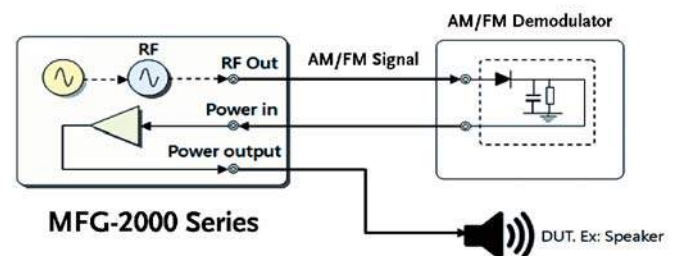 AM/FM Demodulator
RF
RF Out
AM/FM Signal
Power in
Power output
MFG-2000 Series
DUT. Ex: Speaker